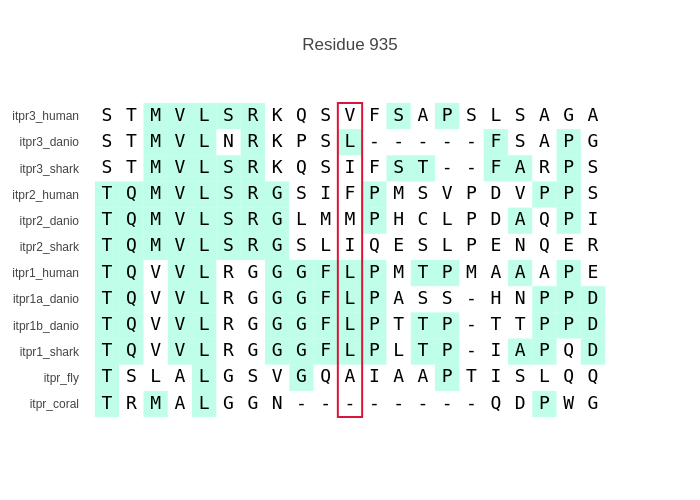 Residue 935
itpr3_human S T M V L S R K Q S V F S A P S L S A G A
itpr3_danio S T M V L N R K P S L - - - - - F S A P G
itpr3_shark S T M V L S R K Q S I F S T - - F A R P S
itpr2_human T Q M V L S R G S I F P M S V P D V P P S
itpr2_danio T Q M V L S R G L M M P H C L P D A Q P I
itpr2_shark T Q M V L S R G S L I Q E S L P E N Q E R
itpr1_human T Q V V L R G G G F L P M T P M A A A P E
itpr1a_danio T Q V V L R G G G F L P A S S - H N P P D
itpr1b_danio T Q V V L R G G G F L P T T P - T T P P D
itpr1_shark T Q V V L R G G G F L P L T P - I A P Q D
itpr_fly T S L A L G S V G Q A I A A P T I S L Q Q
itpr_coral T R M A L G G N - - - - - - - - Q D P W G